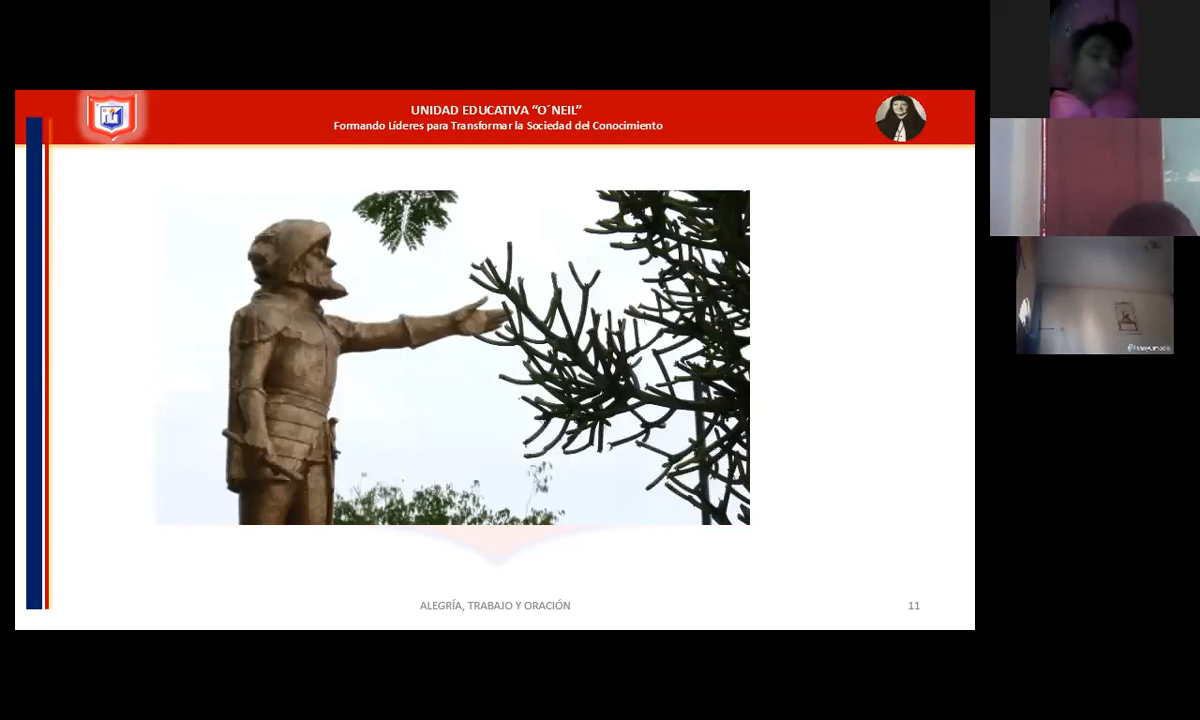 UNIDAD EDUCATIVA “O´NEIL”
Formando Líderes para Transformar la Sociedad del Conocimiento
ALEGRÍA, TRABAJO Y ORACIÓN
11